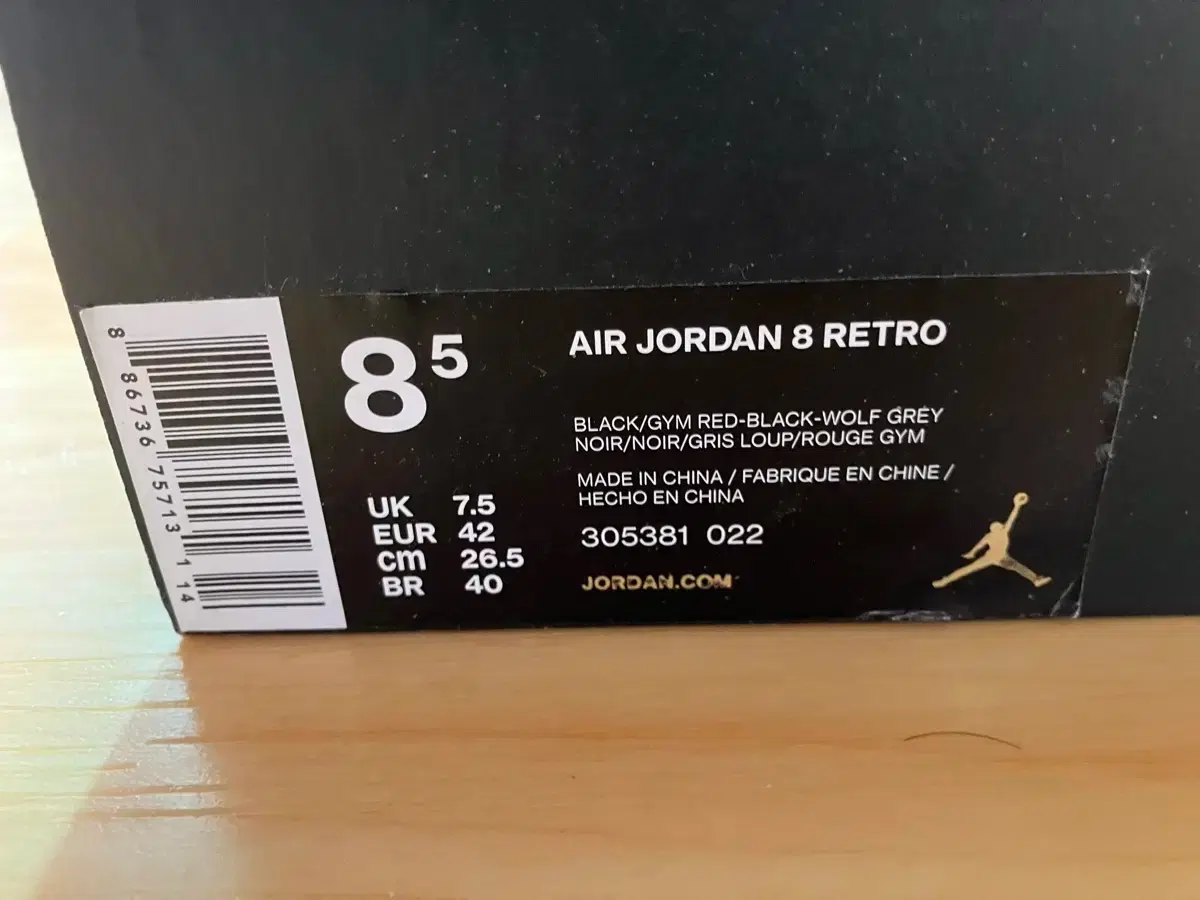 8 86736 75713 1 14
8 5
UK 7.5
EUR 42
cm 26.5
BR 40
AIR JORDAN 8 RETRO
BLACK/GYM RED-BLACK-WOLF GREY
NOIR/NOIR/GRIS LOUP/ROUGE GYM
MADE IN CHINA / FABRIQUE EN CHINE /
HECHO EN CHINA
305381 022
JORDAN.COM